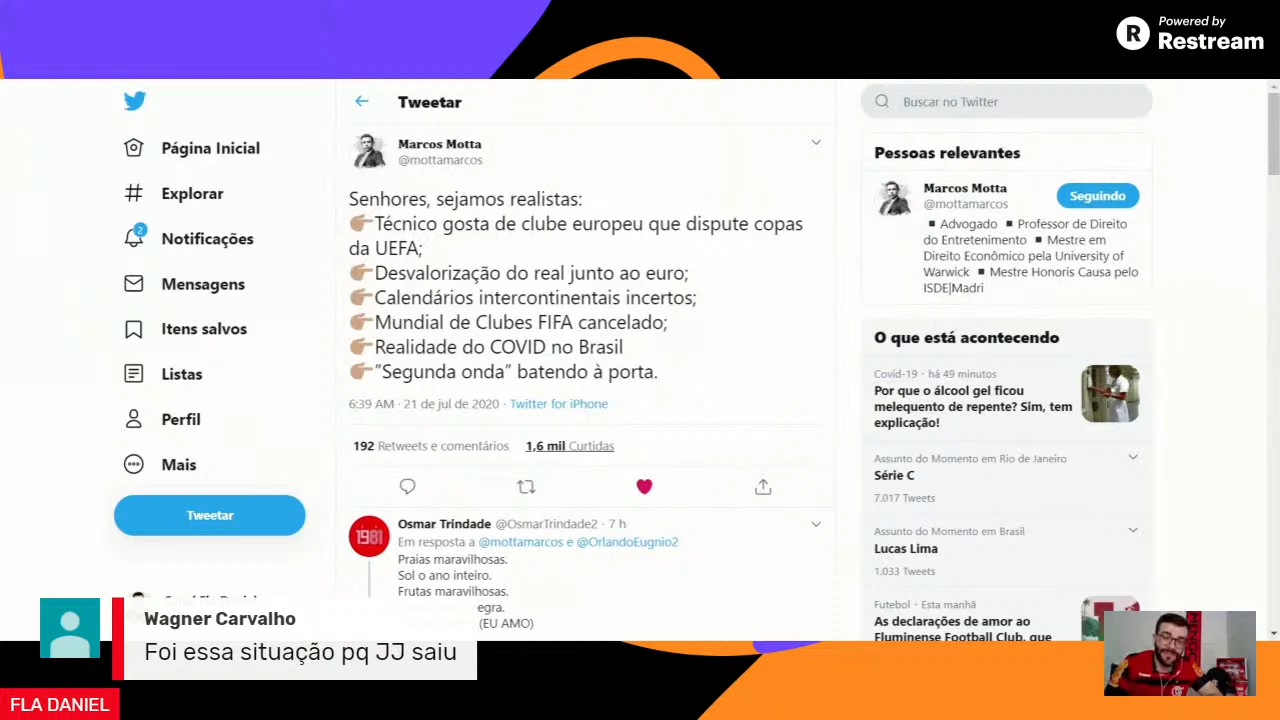 Powered by
R Restream
Tweetar
Buscar no Twitter
Página Inicial
Explorar
2
Notificações
Mensagens
Itens salvos
Listas
Perfil
Mais
Tweetar
Marcos Motta
@mottamarcos
Senhores, sejamos realistas:
👉🏽Técnico gosta de clube europeu que dispute copas
da UEFA;
👉🏽Desvalorização do real junto ao euro;
👉🏽Calendários intercontinentais incertos;
👉🏽Mundial de Clubes FIFA cancelado;
👉🏽Realidade do COVID no Brasil
👉🏽"Segunda onda" batendo à porta.
6:39 AM · 21 de jul de 2020 · Twitter for iPhone
192 Retweets e comentários 1,6 mil Curtidas
1981
Osmar Trindade @OsmarTrindade2 · 7 h
Em resposta a @mottamarcos e @OrlandoEugnio2
Praias maravilhosas.
Sol o ano inteiro.
Frutas maravilhosas.
egra.
(EU AMO)
Pessoas relevantes
Marcos Motta
@mottamarcos
Seguindo
▪Advogado ▪Professor de Direito
do Entretenimento ▪Mestre em
Direito Econômico pela University of
Warwick ▪Mestre Honoris Causa pelo
ISDE|Madri
O que está acontecendo
Covid-19 · há 49 minutos
Por que o álcool gel ficou
melequento de repente? Sim, tem
explicação!
Assunto do Momento em Rio de Janeiro
Série C
7.017 Tweets
Assunto do Momento em Brasil
Lucas Lima
1.033 Tweets
Futebol · Esta manhã
As declarações de amor ao
Fluminense Football Club, que
Wagner Carvalho
Foi essa situação pq JJ saiu
FLA DANIEL